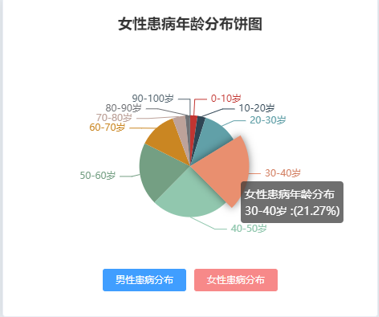 女性患病年龄分布饼图
90-100岁
0-10岁
80-90岁
10-20岁
70-80岁
20-30岁
60-70岁
50-60岁
30-40岁
女性患病年龄分布
30-40岁 :(21.27%)
40-50岁
男性患病分布
女性患病分布